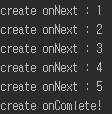 create onNext : 1
create onNext : 2
create onNext : 3
create onNext : 4
create onNext : 5
create onComlete!